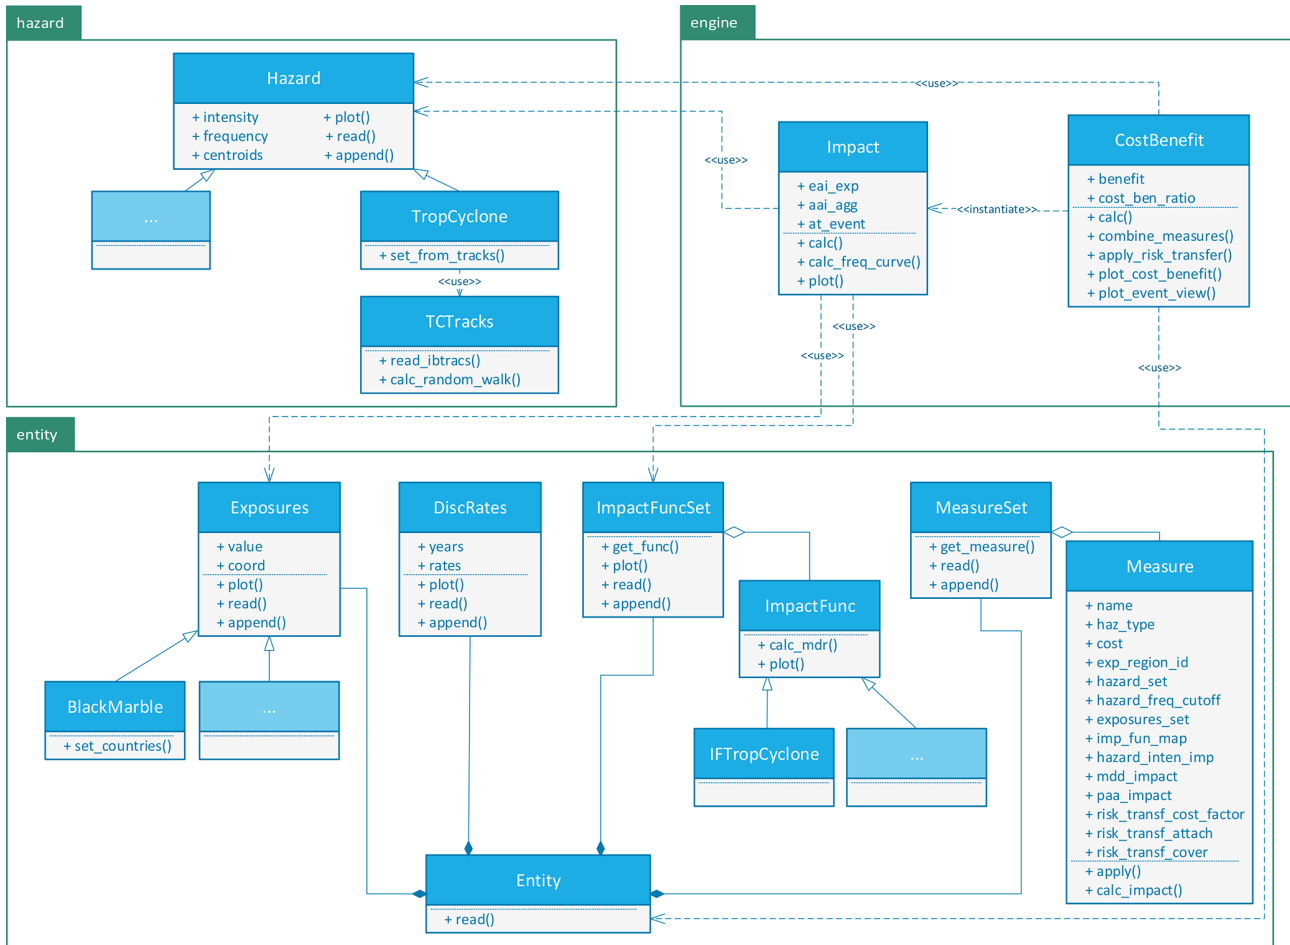 hazard
Hazard
+ intensity
+ plot()
+ frequency
+ read()
+ centroids
+ append()
...
TropCyclone
+ set_from_tracks()
<<use>>
TCTracks
+ read_ibtracs()
+ calc_random_walk()
engine
<<use>>
<<use>>
Impact
+ eai_exp
+ aai_agg
+ at_event
+ calc()
+ calc_freq_curve()
+ plot()
<<instantiate>>
CostBenefit
+ benefit
+ cost_ben_ratio
+ calc()
+ combine_measures()
+ apply_risk_transfer()
+ plot_cost_benefit()
+ plot_event_view()
<<use>>
<<use>>
<<use>>
entity
Exposures
+ value
+ coord
+ plot()
+ read()
+ append()
DiscRates
+ years
+ rates
+ plot()
+ read()
+ append()
ImpactFuncSet
+ get_func()
+ plot()
+ read()
+ append()
ImpactFunc
+ calc_mdr()
+ plot()
MeasureSet
+ get_measure()
+ read()
+ append()
Measure
+ name
+ haz_type
+ cost
+ exp_region_id
+ hazard_set
+ hazard_freq_cutoff
+ exposures_set
+ imp_fun_map
+ hazard_inten_imp
+ mdd_impact
+ paa_impact
+ risk_transf_cost_factor
+ risk_transf_attach
+ risk_transf_cover
+ apply()
+ calc_impact()
BlackMarble
+ set_countries()
...
IFTropCyclone
...
Entity
+ read()